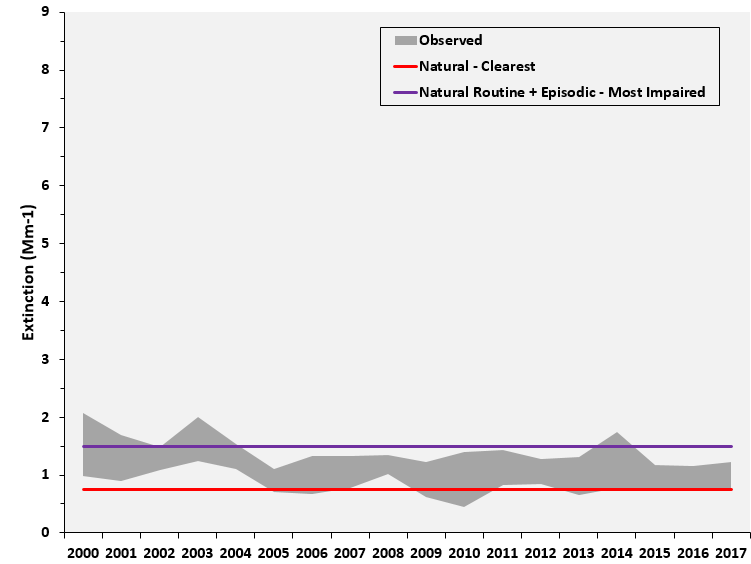 9
8
7
6
5
4
3
2
1
0
Extinction (Mm-1)
Observed
Natural - Clearest
Natural Routine + Episodic - Most Impaired
2000 2001 2002 2003 2004 2005 2006 2007 2008 2009 2010 2011 2012 2013 2014 2015 2016 2017